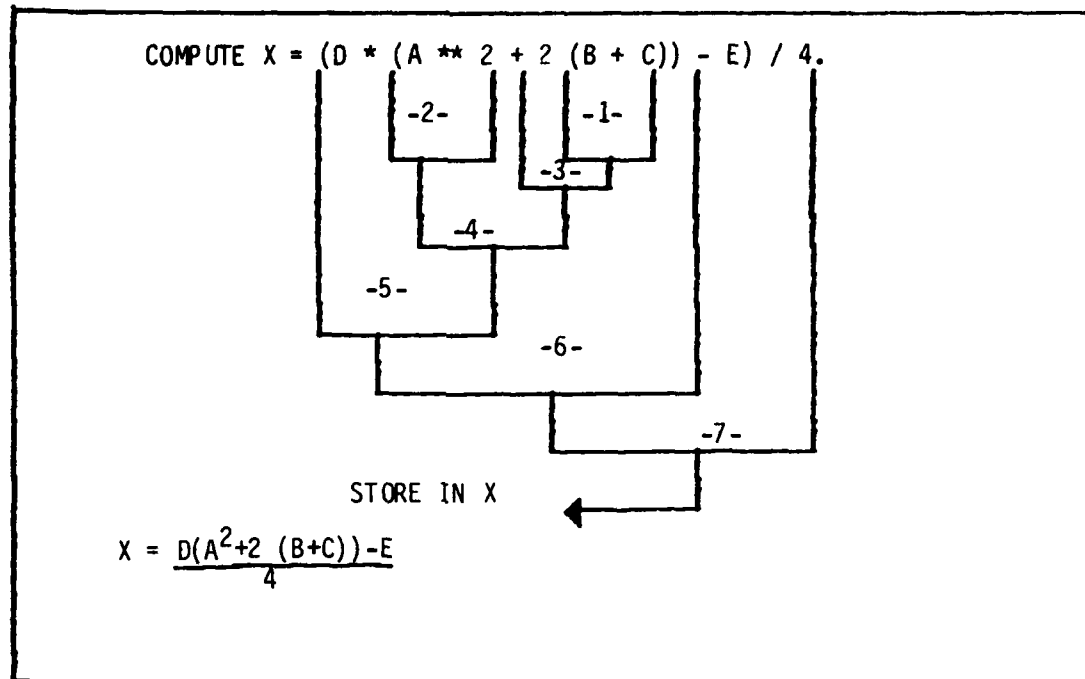 COMPUTE X = (D * (A ** 2 + 2 (B + C)) - E) / 4.
-2- -1-
-3-
-4-
-5-
-6-
-7-
STORE IN X
X = D(A²+2 (B+C))-E
4